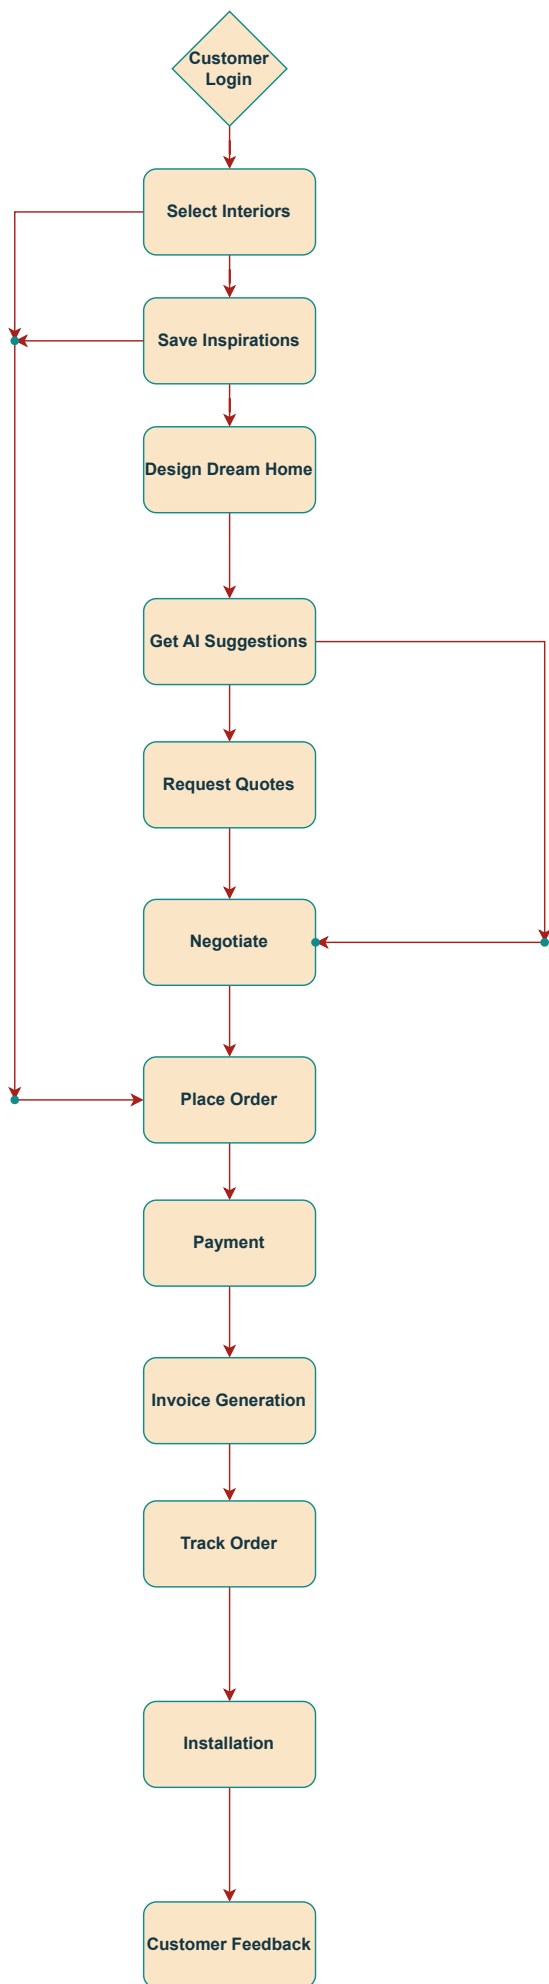 Customer
Login
Select Interiors
Save Inspirations
Design Dream Home
Get AI Suggestions
Request Quotes
Negotiate
Place Order
Payment
Invoice Generation
Track Order
Installation
Customer Feedback